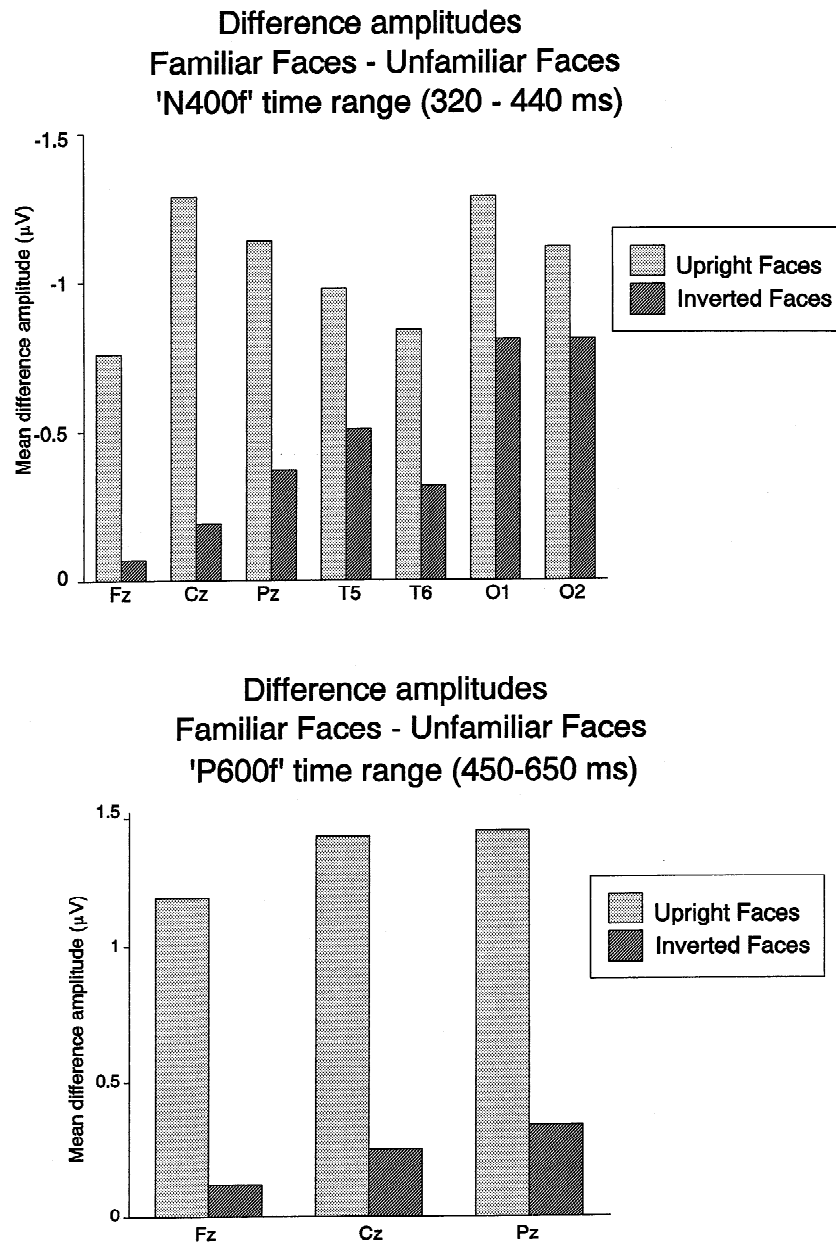 Difference amplitudes
Familiar Faces - Unfamiliar Faces
'N400f' time range (320 - 440 ms)
Mean difference amplitude (µV)
-1.5
-1
-0.5
0
Fz Cz Pz T5 T6 O1 O2
Upright Faces
Inverted Faces
Difference amplitudes
Familiar Faces - Unfamiliar Faces
'P600f' time range (450-650 ms)
Mean difference amplitude (µV)
1.5
1
0.5
0
Fz Cz Pz
Upright Faces
Inverted Faces